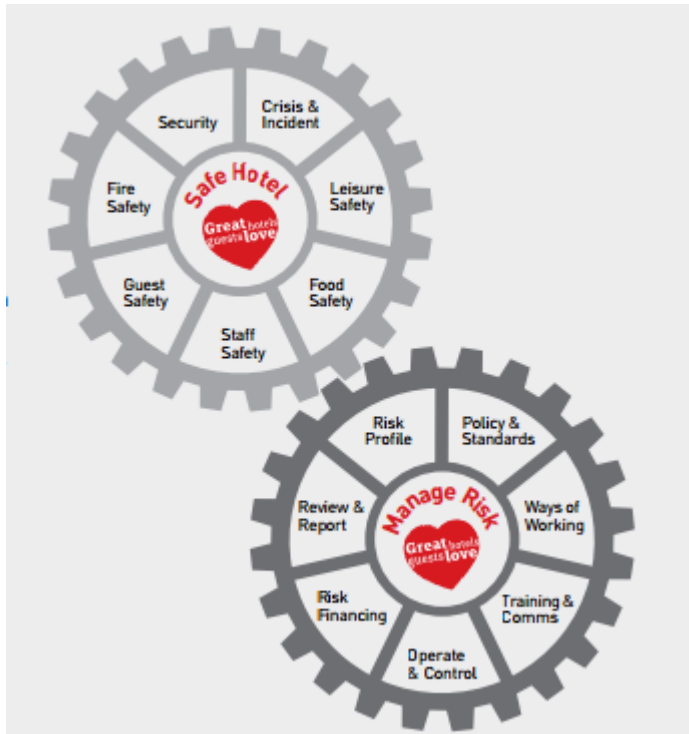 Crisis &
Incident
Security
Fire
Safety
Leisure
Safety
Safe Hotel
Great hotels
guests love
Guest
Safety
Food
Safety
Staff
Safety
Risk
Profile
Policy &
Standards
Review &
Report
Ways of
Working
Manage Risk
Great hotels
guests love
Risk
Financing
Training &
Comms
Operate
& Control